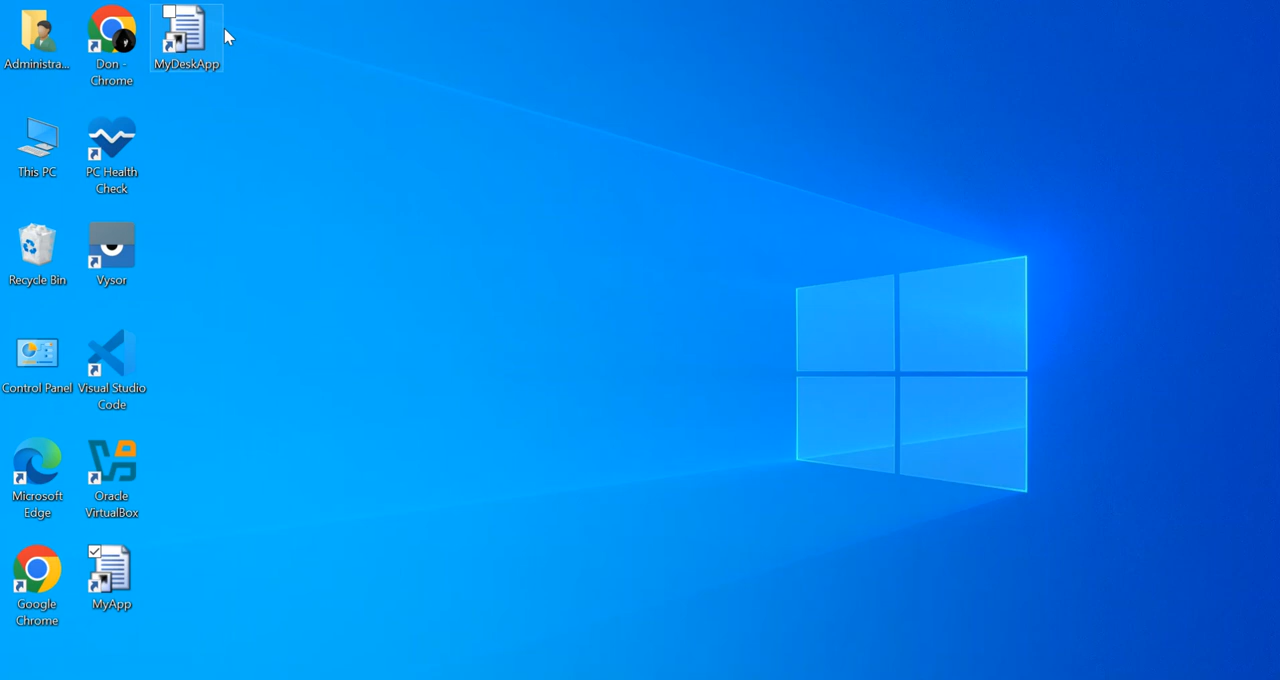 Administra...
Don -
Chrome
MyDeskApp
This PC
PC Health
Check
Recycle Bin
Vysor
Control Panel
Visual Studio
Code
Microsoft
Edge
Oracle
VirtualBox
Google
Chrome
MyApp